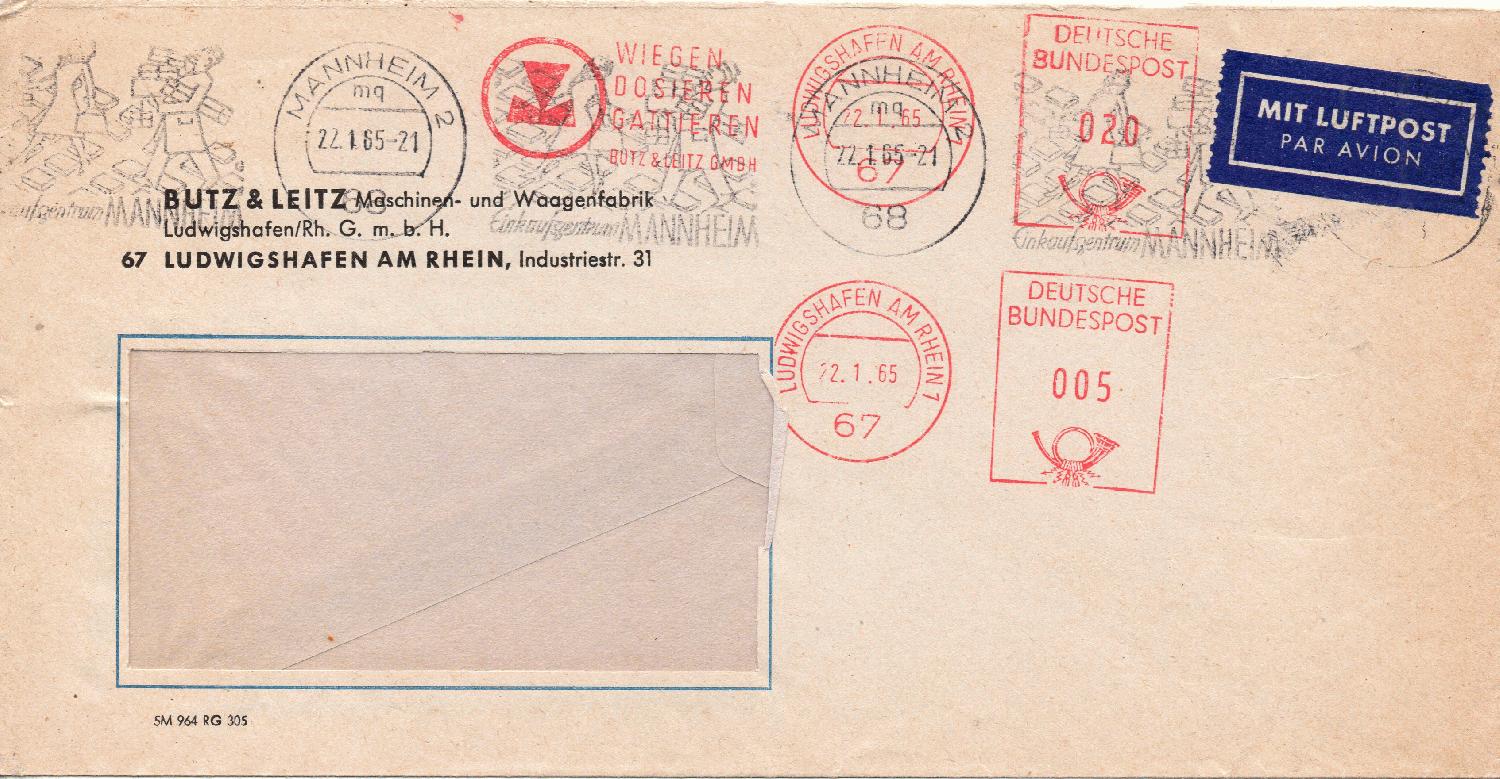 MANNHEIM 2
mq
22.1.65-21
68
Einkaufszentrum MANNHEIM
WIEGEN
DOSIEREN
GATTIEREN
BUTZ & LEITZ GMBH
LUDWIGSHAFEN AM RHEIN
22.1.65
67
MANNHEIM 2
mq
22.1.65-21
68
DEUTSCHE
BUNDESPOST
020
Einkaufszentrum MANNHEIM
MIT LUFTPOST
PAR AVION
MANNHEIM
BUTZ & LEITZ Maschinen- und Waagenfabrik
Ludwigshafen/Rh. G. m. b. H.
67 LUDWIGSHAFEN AM RHEIN, Industriestr. 31
LUDWIGSHAFEN AM RHEIN 1
22.1.65
67
DEUTSCHE
BUNDESPOST
005
5M 964 RG 305